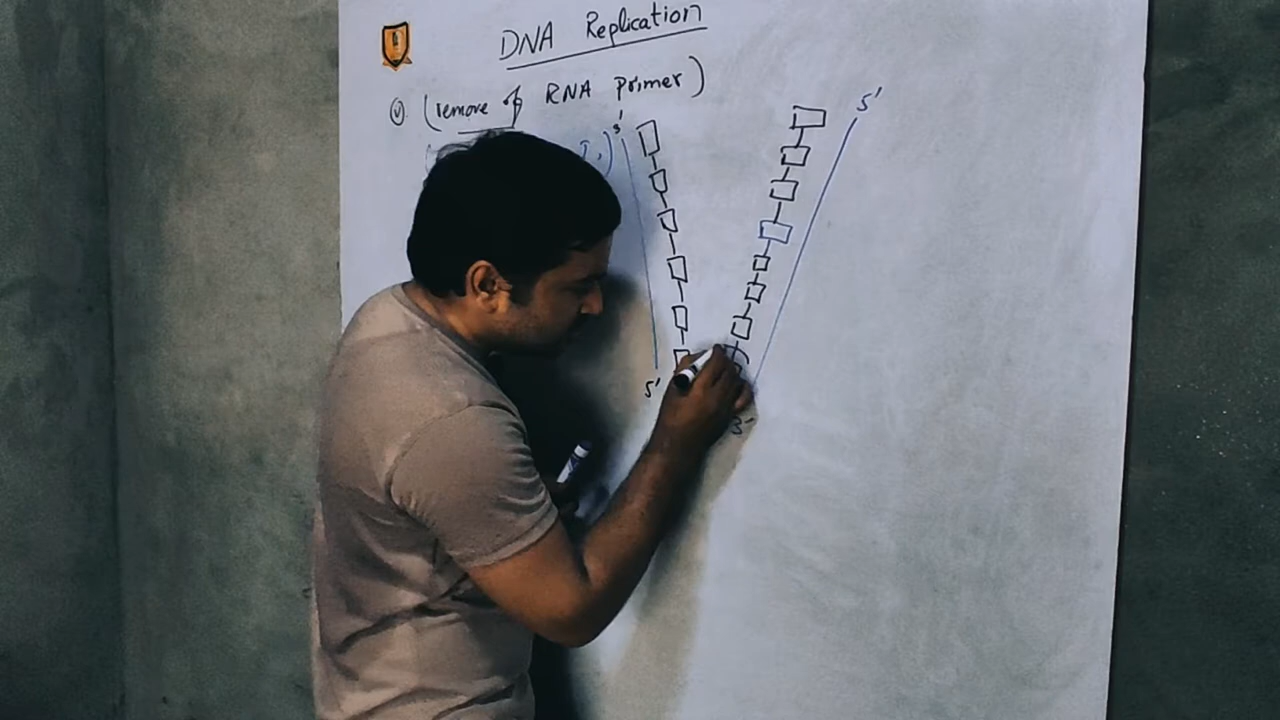 DNA Replication
(v) (remove of RNA primer)
I.)
3' 5'
5' 3'